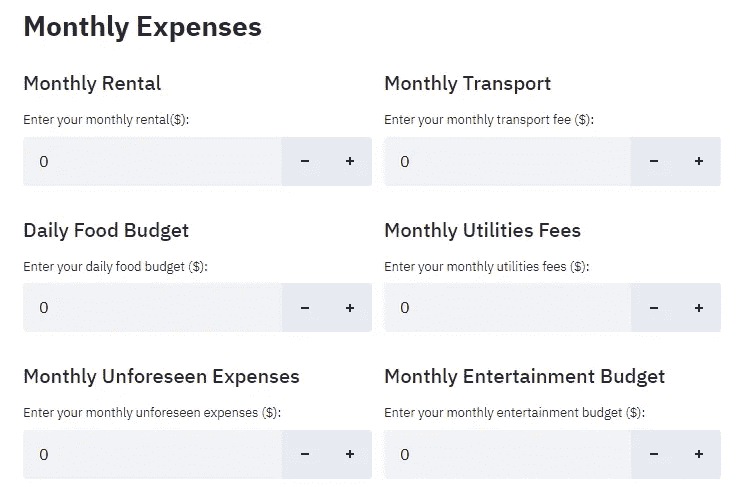 Monthly Expenses
Monthly Rental
Enter your monthly rental($):
0 − +
Monthly Transport
Enter your monthly transport fee ($):
0 − +
Daily Food Budget
Enter your daily food budget ($):
0 − +
Monthly Utilities Fees
Enter your monthly utilities fees ($):
0 − +
Monthly Unforeseen Expenses
Enter your monthly unforeseen expenses ($):
0 − +
Monthly Entertainment Budget
Enter your monthly entertainment budget ($):
0 − +